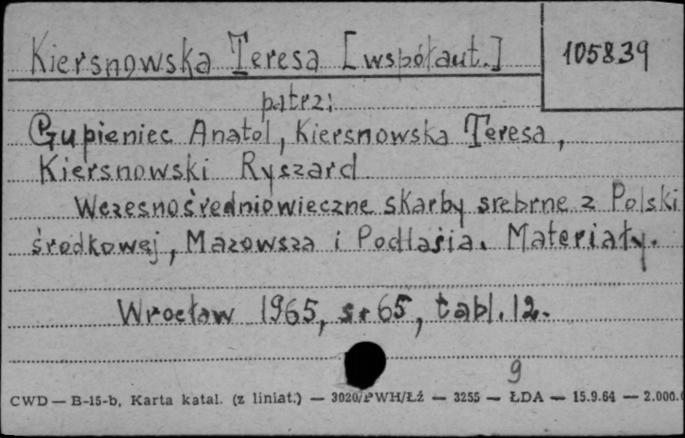 Kiersnowska Teresa [współaut.] 105839
patrz:
Gupieniec Anatol, Kiersnowska Teresa,
Kiersnowski Ryszard
Wczesnośredniowieczne skarby srebrne z Polski
środkowej, Mazowsza i Podlasia. Materiały.
Wrocław 1965, s. 65, tabl. 12.
9
CWD — B-15-b, Karta katal. (z liniat.) — 3020/PWH/Łź — 3255 — ŁDA — 15.9.64 — 2.000.0